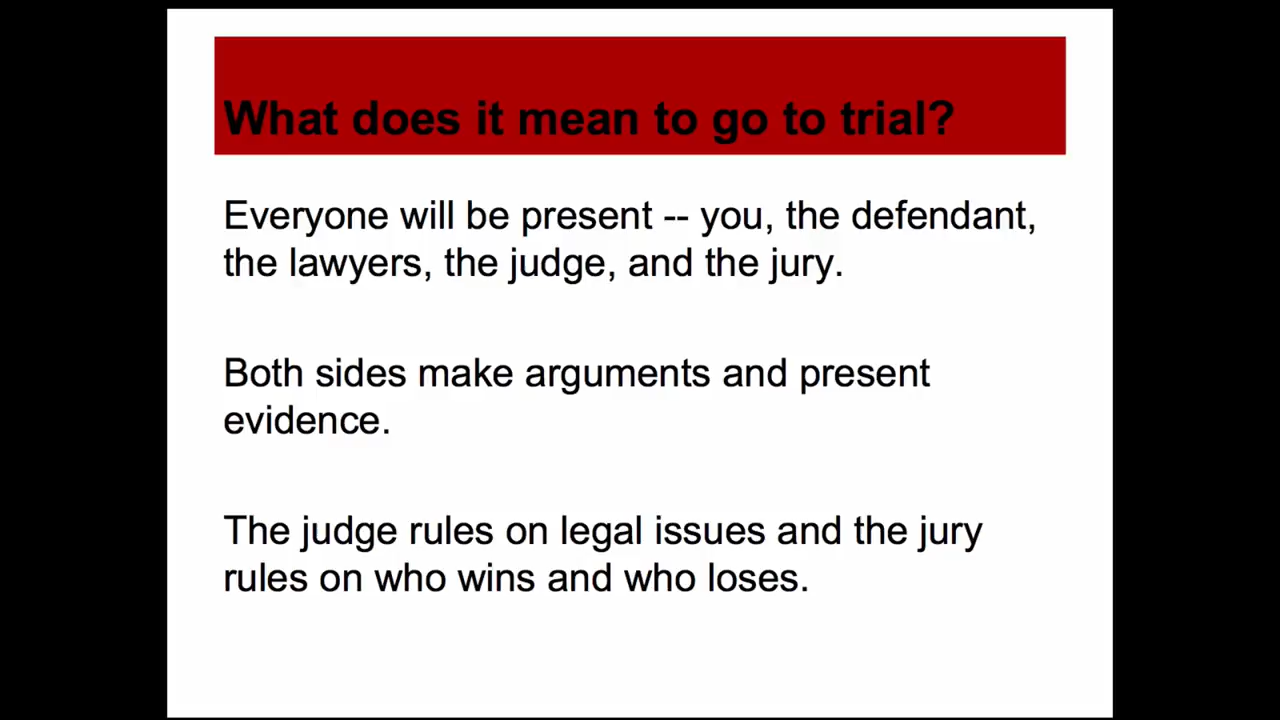 What does it mean to go to trial?
Everyone will be present -- you, the defendant,
the lawyers, the judge, and the jury.
Both sides make arguments and present
evidence.
The judge rules on legal issues and the jury
rules on who wins and who loses.